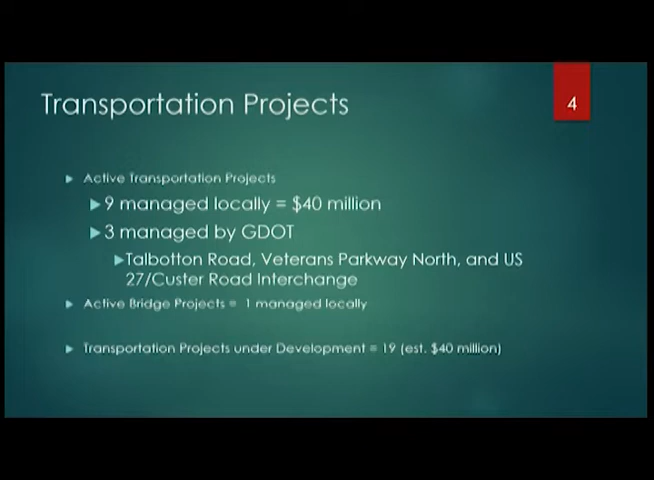 Transportation Projects
4
Active Transportation Projects
9 managed locally = $40 million
3 managed by GDOT
Talbotton Road, Veterans Parkway North, and US
27/Custer Road Interchange
Active Bridge Projects = 1 managed locally
Transportation Projects under Development = 19 (est. $40 million)